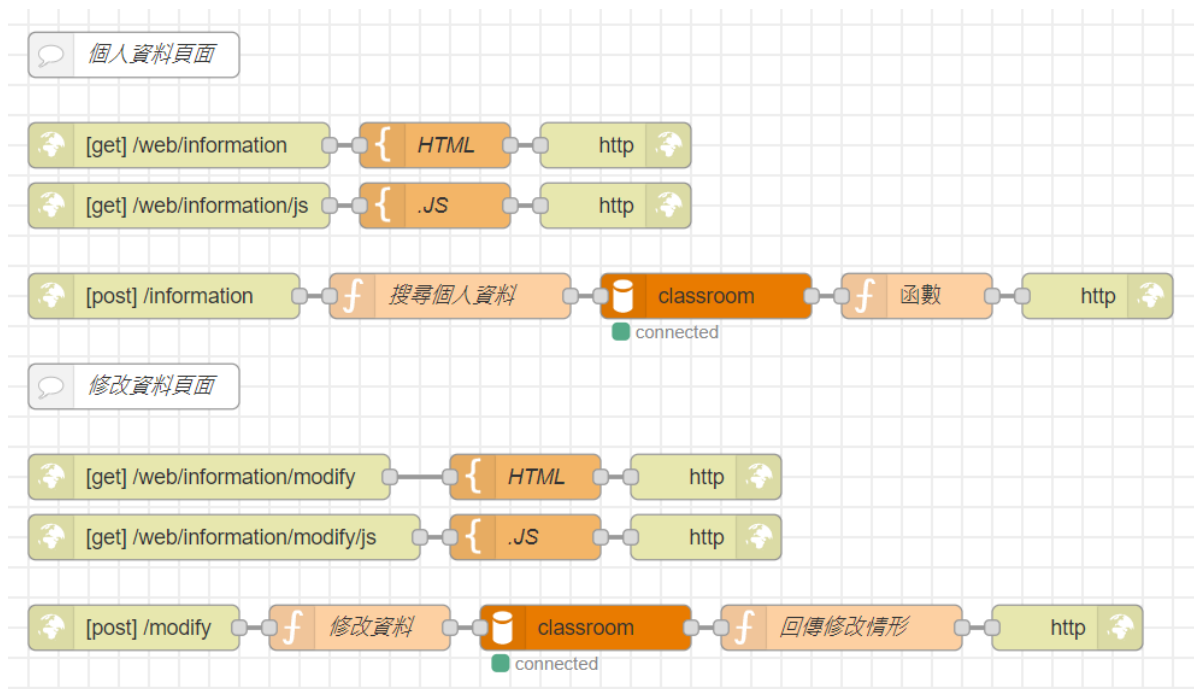 個人資料頁面
[get] /web/information HTML http
[get] /web/information/js .JS http
[post] /information 搜尋個人資料 classroom 函數 http
connected
修改資料頁面
[get] /web/information/modify HTML http
[get] /web/information/modify/js .JS http
[post] /modify 修改資料 classroom 回傳修改情形 http
connected